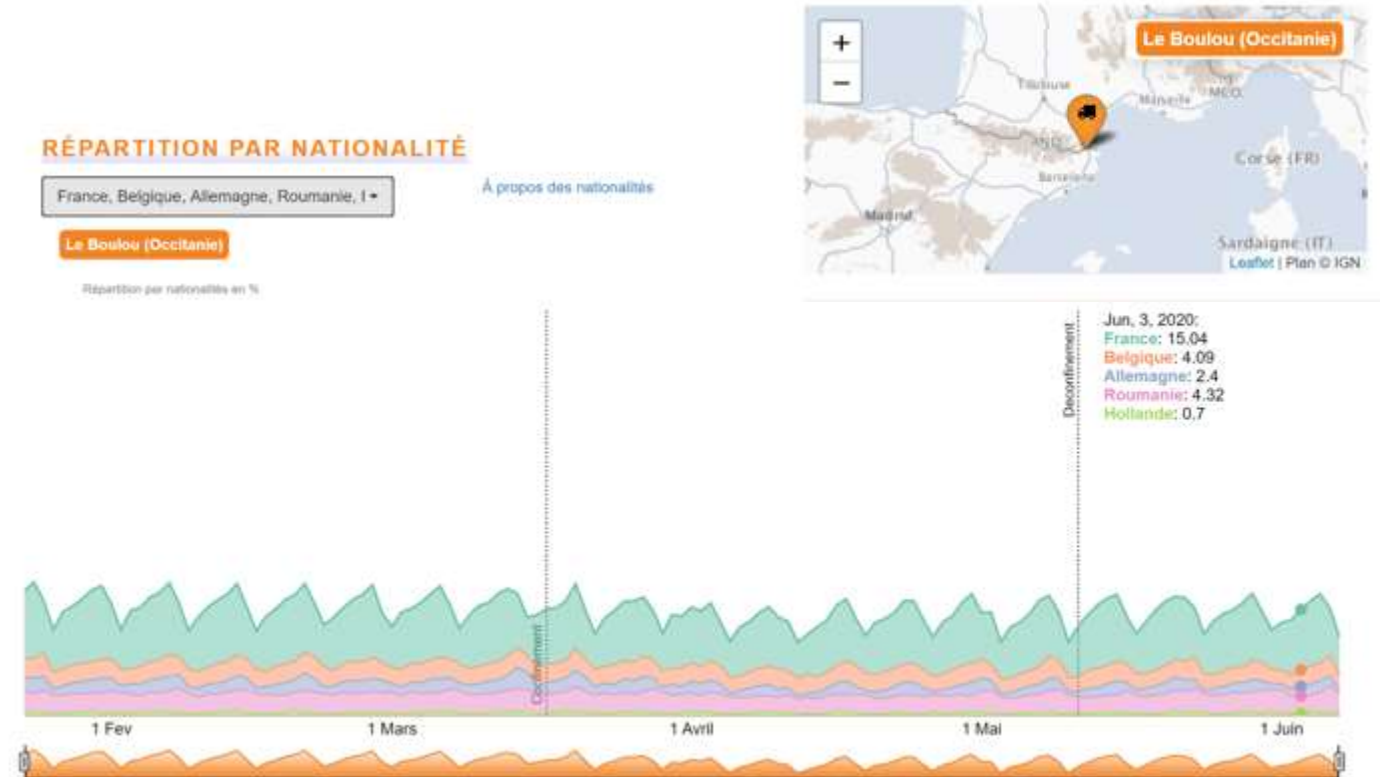 +
Le Boulou (Occitanie)
−
Toulouse
Marseille
MCO
Corse (FR)
Barcelona
Madrid
Sardaigne (IT)
Leaflet | Plan © IGN
RÉPARTITION PAR NATIONALITÉ
France, Belgique, Allemagne, Roumanie, I
À propos des nationalités
Le Boulou (Occitanie)
Répartition par nationalités en %
Jun, 3, 2020:
France: 15.04
Belgique: 4.09
Allemagne: 2.4
Roumanie: 4.32
Hollande: 0.7
Deconfinement
Confinement
1 Fev
1 Mars
1 Avril
1 Mai
1 Juin